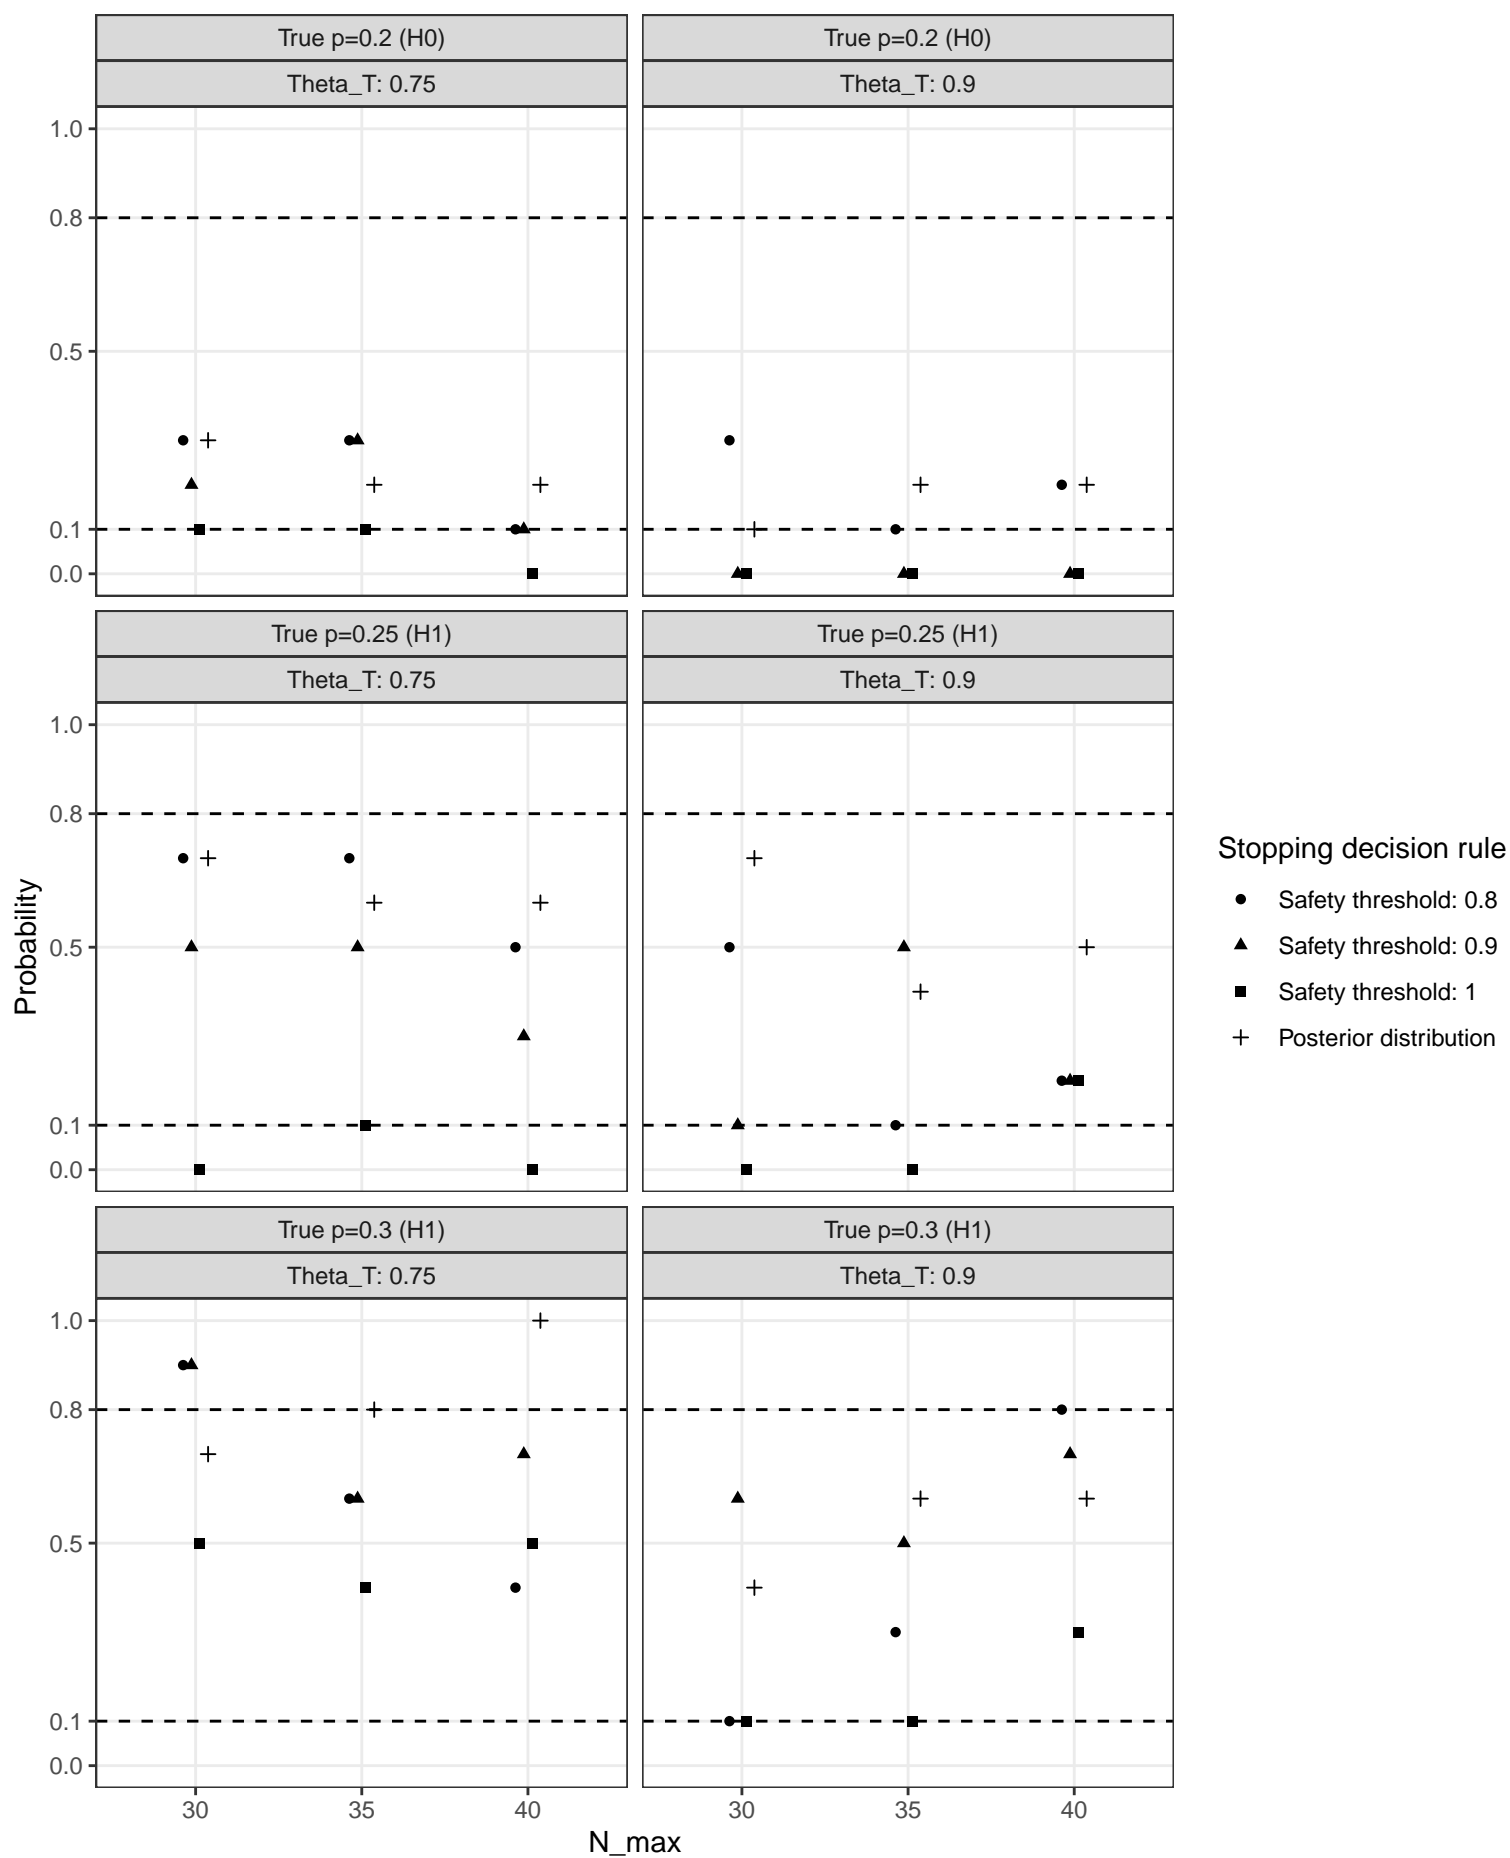 True p=0.2 (H0)
True p=0.2 (H0)
Theta_T: 0.75
Theta_T: 0.9
1.0
0.8
0.5
0.1
0.0
True p=0.25 (H1)
True p=0.25 (H1)
Theta_T: 0.75
Theta_T: 0.9
1.0
0.8
0.5
0.1
0.0
True p=0.3 (H1)
True p=0.3 (H1)
Theta_T: 0.75
Theta_T: 0.9
1.0
0.8
0.5
0.1
0.0
30
35
40
30
35
40
N_max
Probability
Stopping decision rule
Safety threshold: 0.8
Safety threshold: 0.9
Safety threshold: 1
Posterior distribution